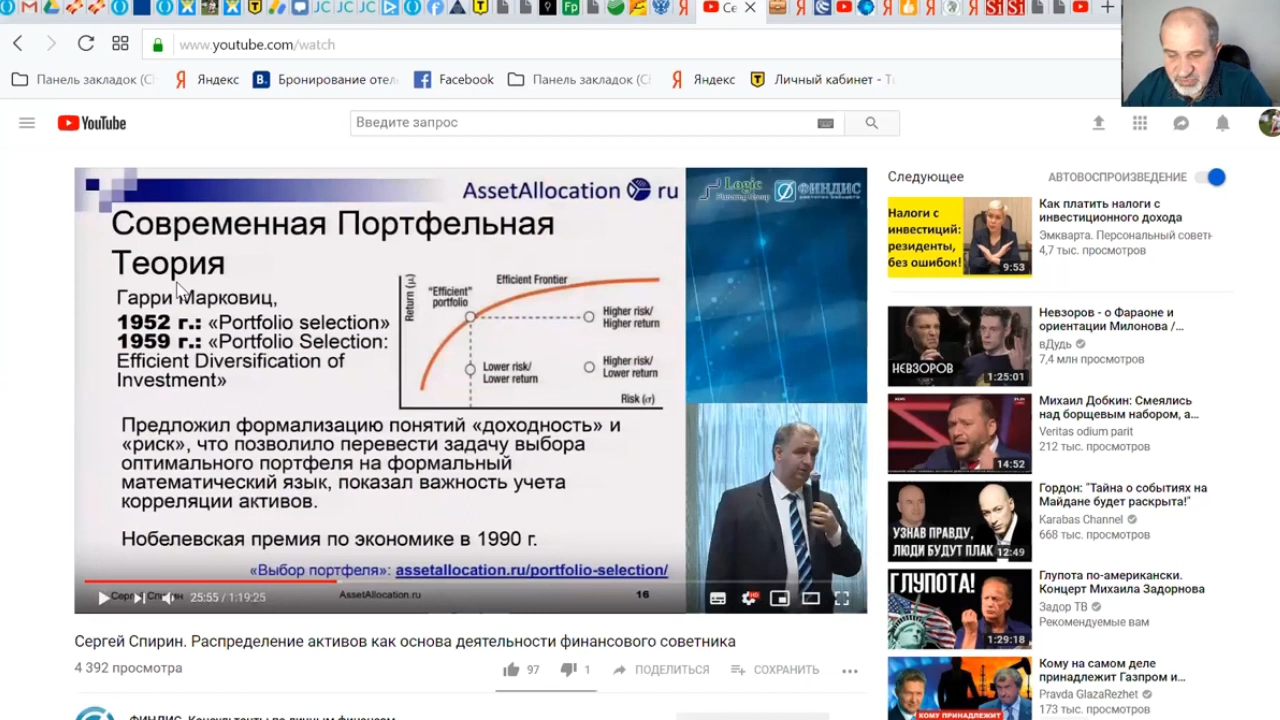 www.youtube.com/watch
Панель закладок (С
Яндекс
Бронирование отел
Facebook
Панель закладок (С
Яндекс
Личный кабинет - Т
YouTube
Введите запрос
AssetAllocation ru
Современная Портфельная
Теория
Гарри Марковиц,
1952 г.: «Portfolio selection»
1959 г.: «Portfolio Selection:
Efficient Diversification of
Investment»
Return (μ)
Efficient Frontier
"Efficient"
portfolio
Higher risk/
Higher return
Lower risk/
Lower return
Higher risk/
Lower return
Risk (σ)
Предложил формализацию понятий «доходность» и
«риск», что позволило перевести задачу выбора
оптимального портфеля на формальный
математический язык, показал важность учета
корреляции активов.
Нобелевская премия по экономике в 1990 г.
«Выбор портфеля»: assetallocation.ru/portfolio-selection/
25:55 / 1:19:25
AssetAllocation.ru
16
Logic
Planning Group
ФИНДИС
Сергей Спирин. Распределение активов как основа деятельности финансового советника
4 392 просмотра
97
1
ПОДЕЛИТЬСЯ
СОХРАНИТЬ
ФИНДИС. Консультанты по личным финансам
Следующее
АВТОВОСПРОИЗВЕДЕНИЕ
Налоги с
инвестиций:
резиденты,
без ошибок!
9:53
Как платить налоги с
инвестиционного дохода
Эмкварта. Персональный советн
4,7 тыс. просмотров
НЕВЗОРОВ
1:25:01
Невзоров - о Фараоне и
ориентации Милонова /...
вДудь
7,4 млн просмотров
14:52
Михаил Добкин: Смеялись
над борщевым набором, а...
Veritas odium parit
212 тыс. просмотров
УЗНАВ ПРАВДУ,
ЛЮДИ БУДУТ ПЛАК
12:49
Гордон: "Тайна о событиях на
Майдане будет раскрыта!"
Karabas Channel
668 тыс. просмотров
ГЛУПОТА!
1:29:18
Глупота по-американски.
Концерт Михаила Задорнова
Задор ТВ
Рекомендуемые вам
КОМУ ПРИНАДЛЕЖИТ
Кому на самом деле
принадлежит Газпром и...
Pravda GlazaRezhet
173 тыс. просмотров